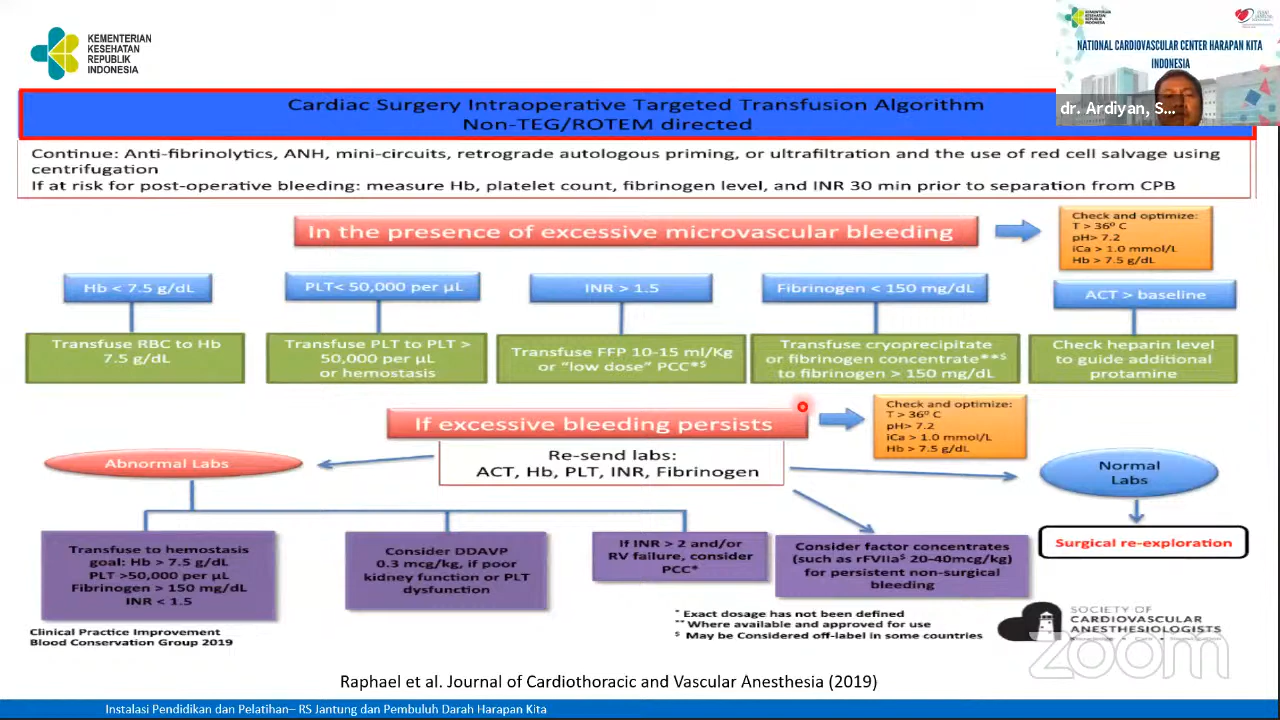 KEMENTERIAN
KESEHATAN
REPUBLIK
INDONESIA
NATIONAL CARDIOVASCULAR CENTER HARAPAN KITA
INDONESIA
dr. Ardiyan, S...
Cardiac Surgery Intraoperative Targeted Transfusion Algorithm
Non-TEG/ROTEM directed
Continue: Anti-fibrinolytics, ANH, mini-circuits, retrograde autologous priming, or ultrafiltration and the use of red cell salvage using
centrifugation
If at risk for post-operative bleeding: measure Hb, platelet count, fibrinogen level, and INR 30 min prior to separation from CPB
In the presence of excessive microvascular bleeding
Check and optimize:
T > 36⁰ C
pH> 7.2
iCa > 1.0 mmol/L
Hb > 7.5 g/dL
Hb < 7.5 g/dL
PLT< 50,000 per µL
INR > 1.5
Fibrinogen < 150 mg/dL
ACT > baseline
Transfuse RBC to Hb
7.5 g/dL
Transfuse PLT to PLT >
50,000 per µL
or hemostasis
Transfuse FFP 10-15 ml/Kg
or "low dose" PCC*$
Transfuse cryoprecipitate
or fibrinogen concentrate**$
to fibrinogen > 150 mg/dL
Check heparin level
to guide additional
protamine
If excessive bleeding persists
Check and optimize:
T > 36⁰ C
pH> 7.2
iCa > 1.0 mmol/L
Hb > 7.5 g/dL
Re-send labs:
ACT, Hb, PLT, INR, Fibrinogen
Abnormal Labs
Normal
Labs
Transfuse to hemostasis
goal: Hb > 7.5 g/dL
PLT >50,000 per µL
Fibrinogen > 150 mg/dL
INR < 1.5
Consider DDAVP
0.3 mcg/kg, if poor
kidney function or PLT
dysfunction
If INR > 2 and/or
RV failure, consider
PCC*
Consider factor concentrates
(such as rFVIIa$ 20-40mcg/kg)
for persistent non-surgical
bleeding
Surgical re-exploration
Clinical Practice Improvement
Blood Conservation Group 2019
* Exact dosage has not been defined
** Where available and approved for use
$ May be Considered off-label in some countries
SOCIETY OF
CARDIOVASCULAR
ANESTHESIOLOGISTS
zoom
Raphael et al. Journal of Cardiothoracic and Vascular Anesthesia (2019)
Instalasi Pendidikan dan Pelatihan– RS Jantung dan Pembuluh Darah Harapan Kita